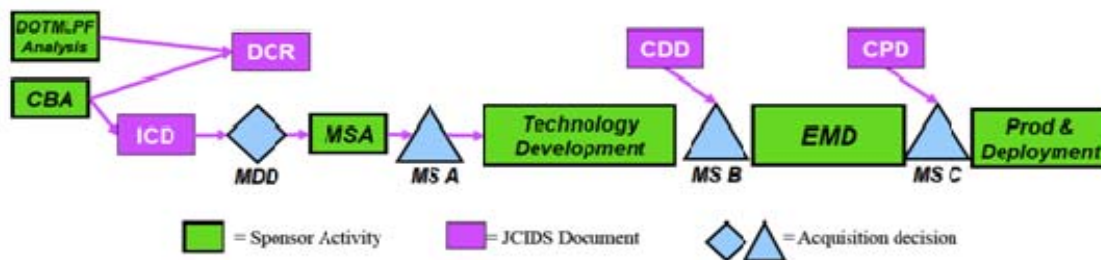 DOTMLPF
Analysis
DCR
CDD
CPD
CBA
ICD
MDD
MSA
MS A
Technology
Development
MS B
EMD
MS C
Prod &
Deployment
= Sponsor Activity
= JCIDS Document
= Acquisition decision